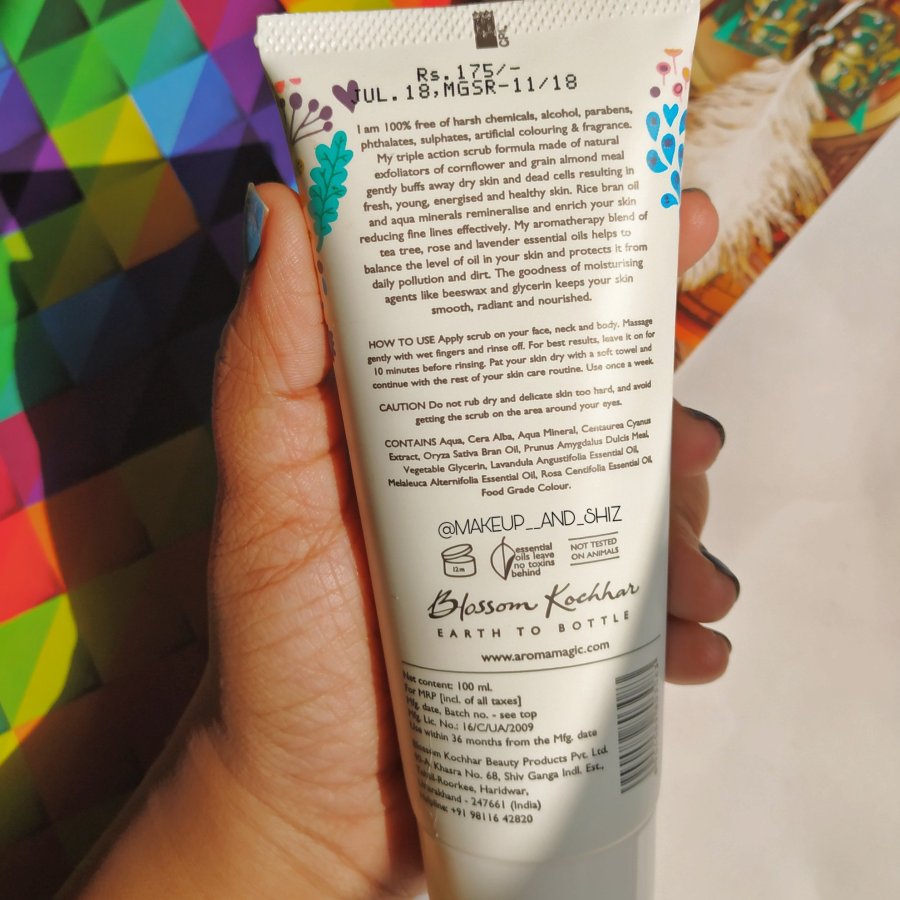 CPL
Rs.175/-
JUL.18,MGSR-11/18
I am 100% free of harsh chemicals, alcohol, parabens,
phthalates, sulphates, artificial colouring & fragrance.
My triple action scrub formula made of natural
exfoliators of cornflower and grain almond meal
gently buffs away dry skin and dead cells resulting in
fresh, young, energised and healthy skin. Rice bran oil
and aqua minerals remineralise and enrich your skin
reducing fine lines effectively. My aromatherapy blend of
tea tree, rose and lavender essential oils helps to
balance the level of oil in your skin and protects it from
daily pollution and dirt. The goodness of moisturising
agents like beeswax and glycerin keeps your skin
smooth, radiant and nourished.
HOW TO USE Apply scrub on your face, neck and body. Massage
gently with wet fingers and rinse off. For best results, leave it on for
10 minutes before rinsing. Pat your skin dry with a soft towel and
continue with the rest of your skin care routine. Use once a week.
CAUTION Do not rub dry and delicate skin too hard, and avoid
getting the scrub on the area around your eyes.
CONTAINS Aqua, Cera Alba, Aqua Mineral, Centaurea Cyanus
Extract, Oryza Sativa Bran Oil, Prunus Amygdalus Dulcis Meal,
Vegetable Glycerin, Lavandula Angustifolia Essential Oil,
Melaleuca Alternifolia Essential Oil, Rosa Centifolia Essential Oil,
Food Grade Colour.
@MAKEUP__AND_SHIZ
12m
essential
oils leave
no toxins
behind
NOT TESTED
ON ANIMALS
Blossom Kochhar
EARTH TO BOTTLE
www.aromamagic.com
Net content: 100 ml.
For MRP [incl. of all taxes]
Mfg. date, Batch no. - see top
Mfg. Lic. No.: 16/C/UA/2009
Use within 36 months from the Mfg. date
Blossom Kochhar Beauty Products Pvt. Ltd.
Khasra No. 68, Shiv Ganga Indl. Est.,
Tehsil-Roorkee, Haridwar,
Uttarakhand - 247661 (India)
Helpline: +91 98116 42820